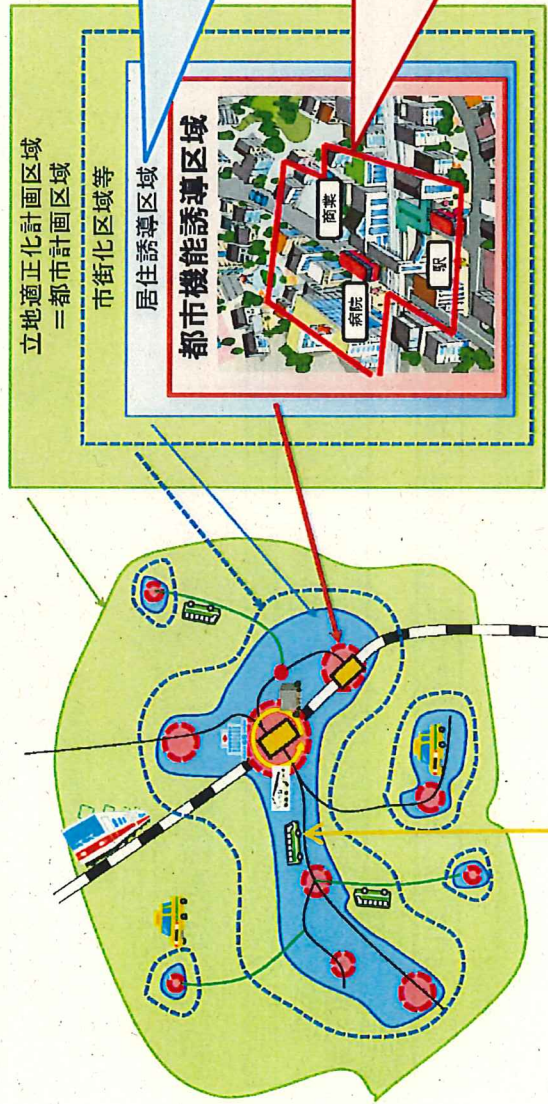 立地適正化計画区域
＝都市計画区域
市街化区域等
居住誘導区域
都市機能誘導区域
病院
商業
駅